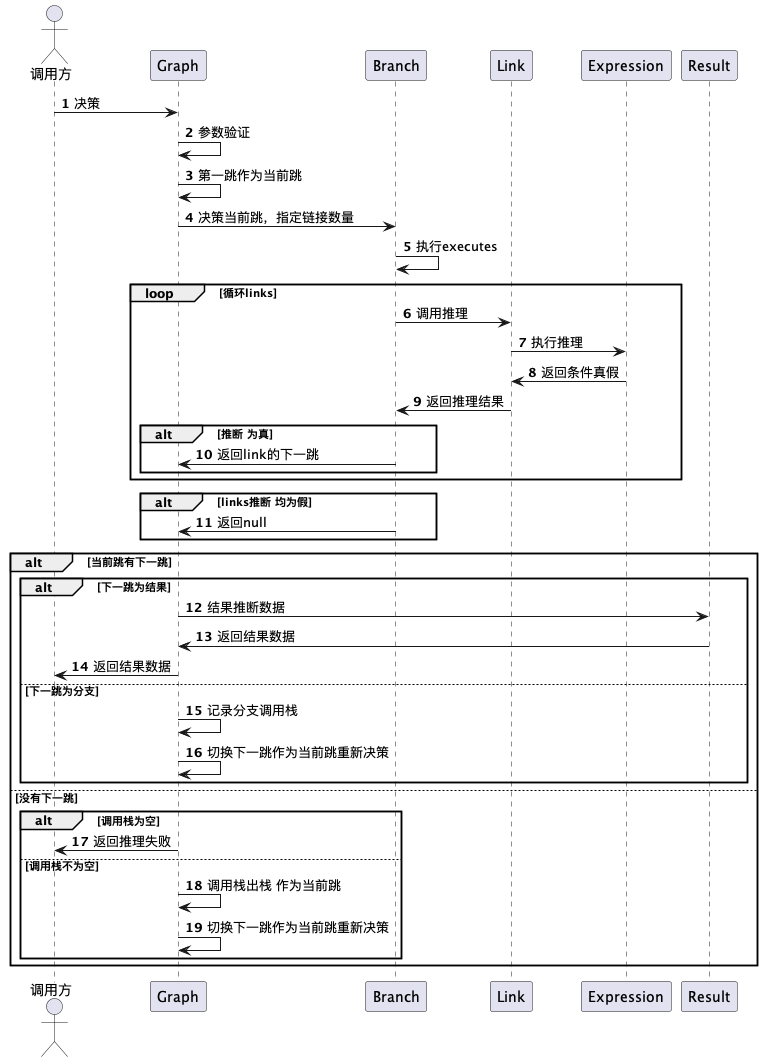 调用方
Graph Branch Link Expression Result
1 决策
2 参数验证
3 第一跳作为当前跳
4 决策当前跳，指定链接数量
5 执行executes
loop [循环links]
6 调用推理
7 执行推理
8 返回条件真假
9 返回推理结果
alt [推断 为真]
10 返回link的下一跳
alt [links推断 均为假]
11 返回null
alt [当前跳有下一跳]
alt [下一跳为结果]
12 结果推断数据
13 返回结果数据
14 返回结果数据
[下一跳为分支]
15 记录分支调用栈
16 切换下一跳作为当前跳重新决策
[没有下一跳]
alt [调用栈为空]
17 返回推理失败
[调用栈不为空]
18 调用栈出栈 作为当前跳
19 切换下一跳作为当前跳重新决策
调用方 Graph Branch Link Expression Result